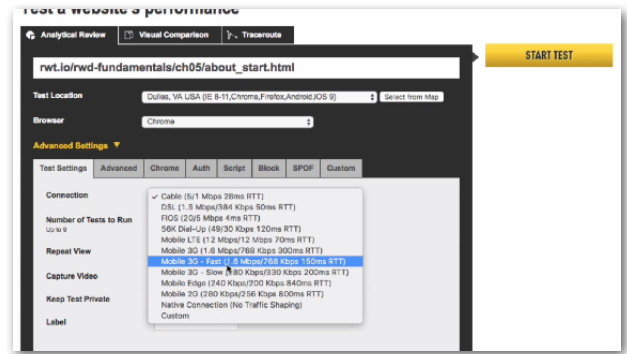 Test a website's performance
Analytical Review
Visual Comparison
Traceroute
START TEST
rwt.io/rwd-fundamentals/ch05/about_start.html
Test Location
Dulles, VA USA (IE 8-11,Chrome,Firefox,Android,iOS 9)
Select from Map
Browser
Chrome
Advanced Settings ▼
Test Settings
Advanced
Chrome
Auth
Script
Block
SPOF
Custom
Connection
✓ Cable (5/1 Mbps 28ms RTT)
DSL (1.5 Mbps/384 Kbps 50ms RTT)
Number of Tests to Run
Up to 9
FIOS (20/5 Mbps 4ms RTT)
56K Dial-Up (49/30 Kbps 120ms RTT)
Mobile LTE (12 Mbps/12 Mbps 70ms RTT)
Repeat View
Mobile 3G (1.6 Mbps/768 Kbps 300ms RTT)
Mobile 3G - Fast (1.6 Mbps/768 Kbps 150ms RTT)
Capture Video
Mobile 3G - Slow (780 Kbps/330 Kbps 200ms RTT)
Mobile Edge (240 Kbps/200 Kbps 840ms RTT)
Keep Test Private
Mobile 2G (280 Kbps/256 Kbps 800ms RTT)
Native Connection (No Traffic Shaping)
Label
Custom